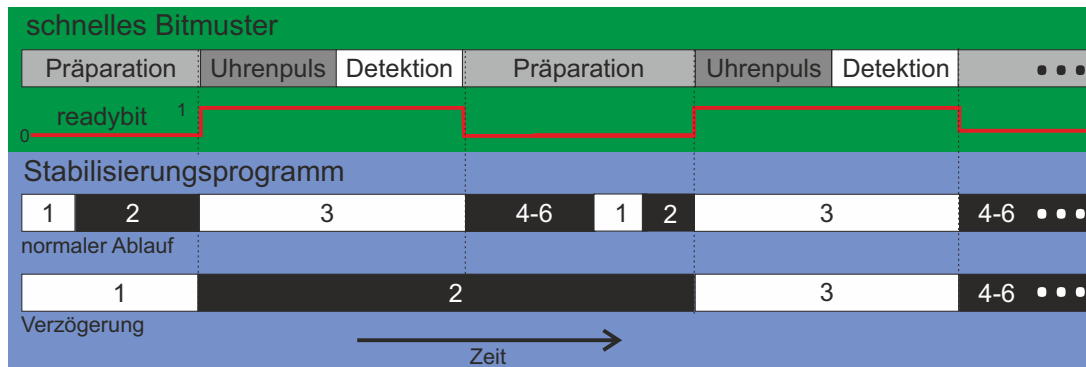 schnelles Bitmuster
Präparation Uhrenpuls Detektion Präparation Uhrenpuls Detektion •••
readybit 1
0
Stabilisierungsprogramm
1 2 3 4-6 1 2 3 4-6 •••
normaler Ablauf
1 2 3 4-6 •••
Verzögerung
Zeit